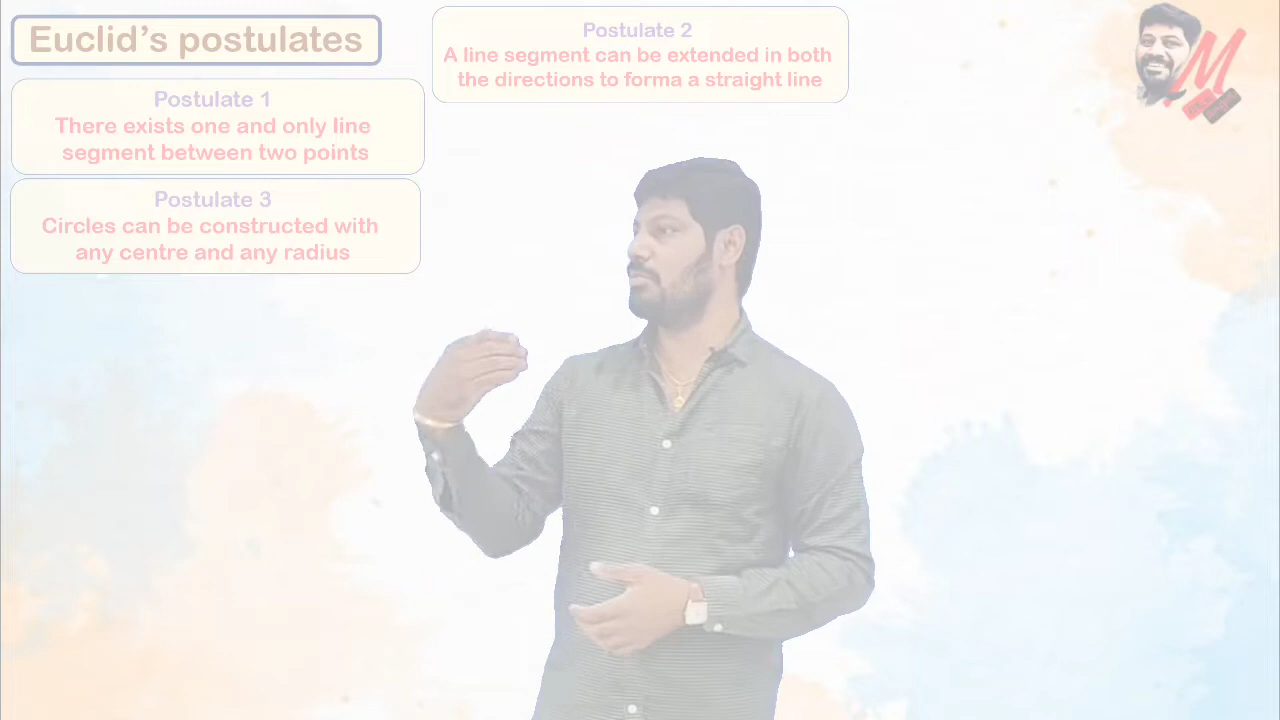 Euclid's postulates
Postulate 1
There exists one and only line
segment between two points
Postulate 2
A line segment can be extended in both
the directions to forma a straight line
Postulate 3
Circles can be constructed with
any centre and any radius
M